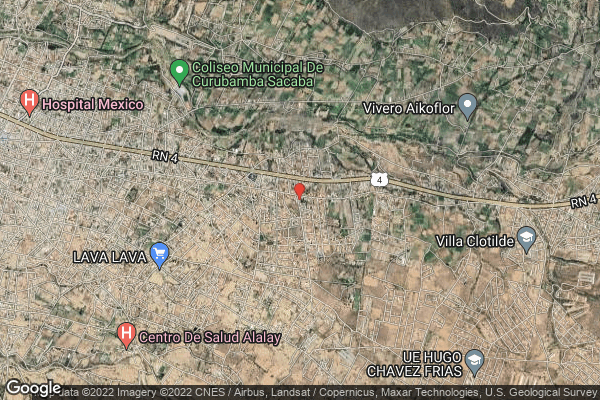 Coliseo Municipal De
Curubamba Sacaba
Hospital Mexico
Vivero Aikoflor
RN 4
4
RN 4
Villa Clotilde
LAVA LAVA
Centro De Salud Alalay
UE HUGO
CHAVEZ FRIAS
Google
data ©2022 Imagery ©2022 CNES / Airbus, Landsat / Copernicus, Maxar Technologies, U.S. Geological Survey